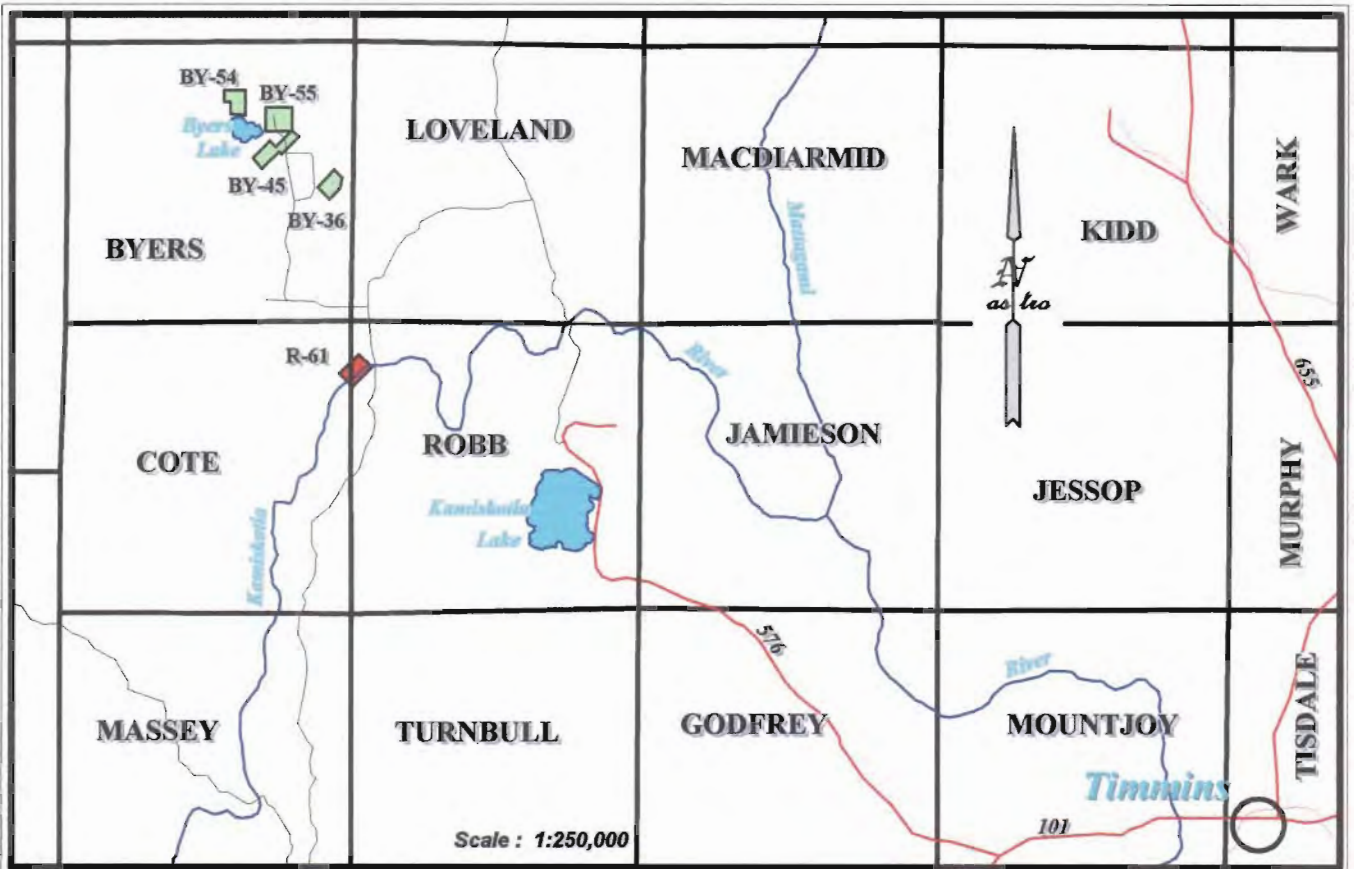 BY-54
BY-55
Byers
Lake
BY-45
BY-36
BYERS
LOVELAND
MACDIARMID
Mattagami
KIDD
WARK
N
as tro
R-61
COTE
ROBB
River
JAMIESON
JESSOP
655
MURPHY
Kamiskotia
Lake
Kamiskotia
MASSEY
TURNBULL
576
GODFREY
River
MOUNTJOY
TISDALE
Timmins
101
Scale : 1:250,000